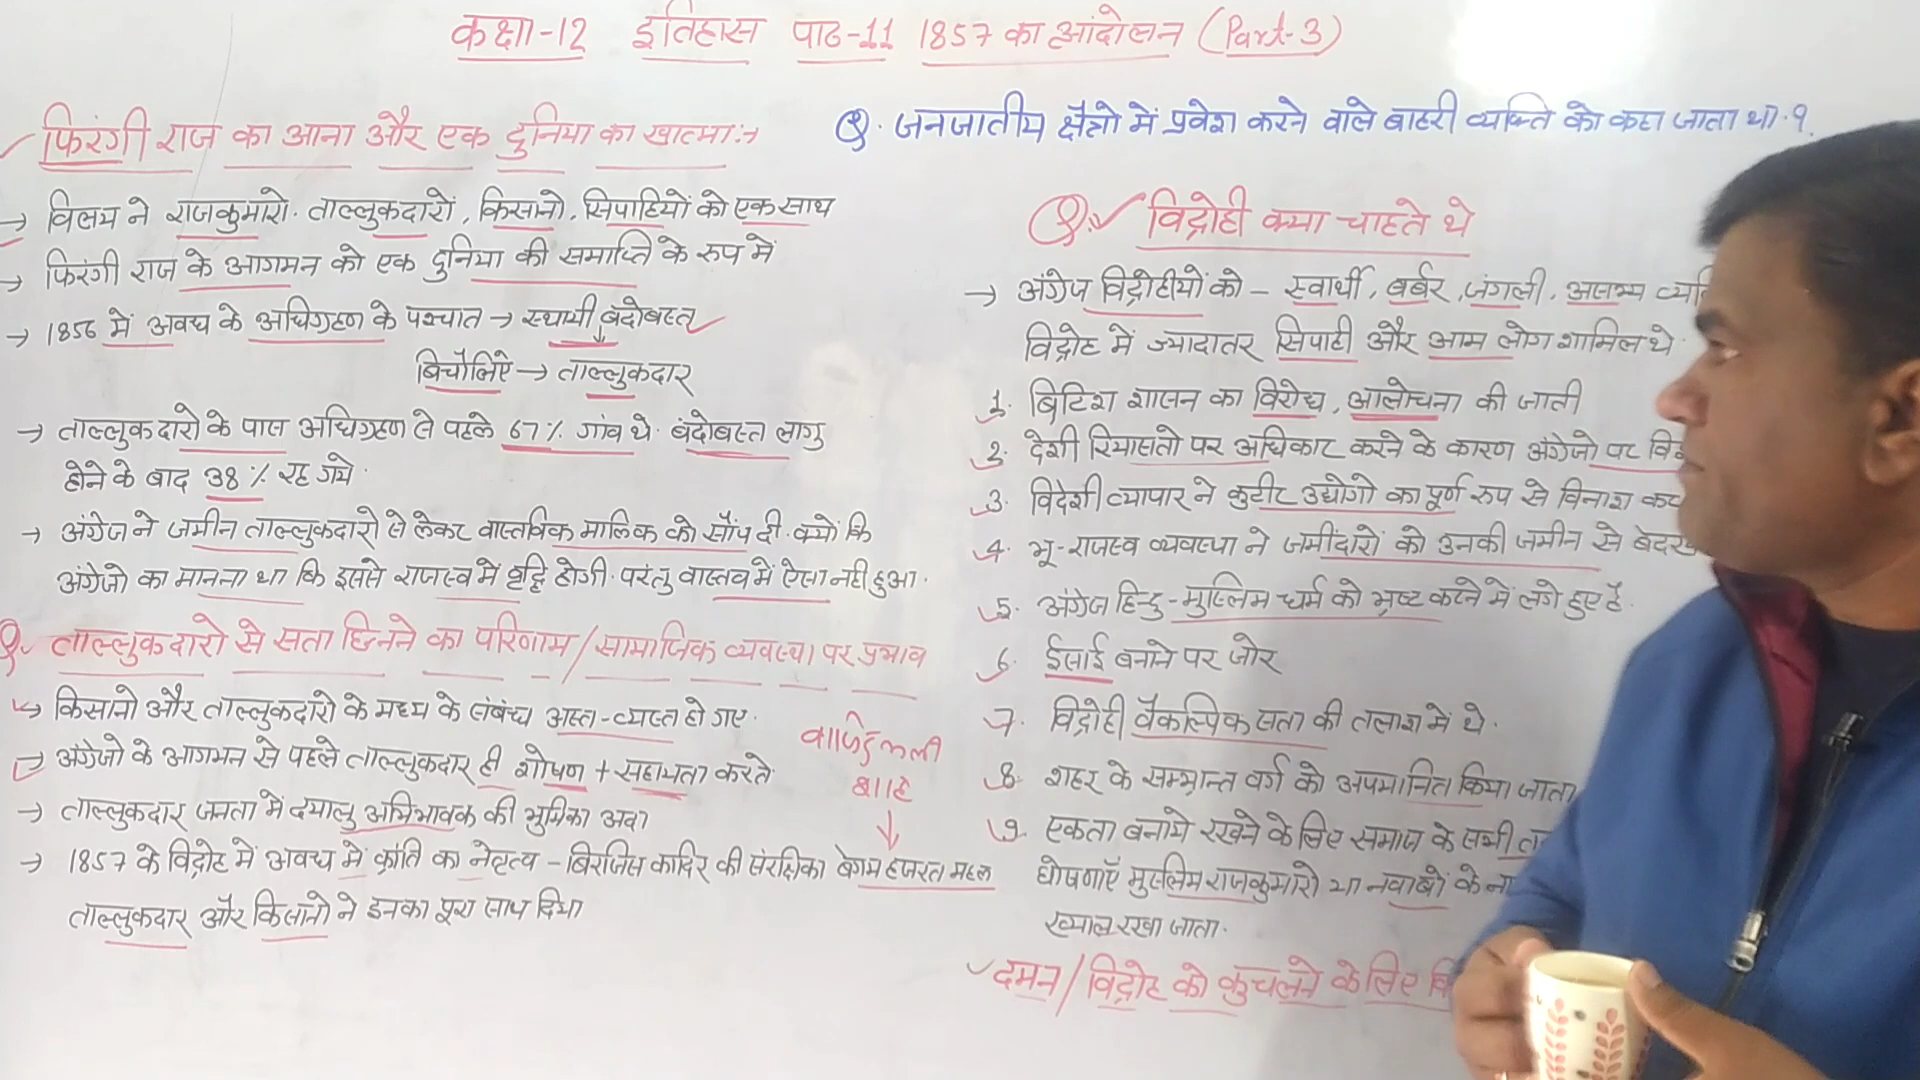 कक्षा-12 इतिहास पाठ-11 1857 का आंदोलन (Part-3)
फिरंगी राज का आना और एक दुनिया का खात्मा:→
→ विलय ने राजकुमारो. ताल्लुकदारों, किसानो, सिपाहियों को एक साथ
→ फिरंगी राज के आगमन को एक दुनिया की समाप्ति के रुप में
→ 1856 में अवध के अधिग्रहण के पश्चात → स्थायी बंदोबस्त
बिचौलिए → ताल्लुकदार
→ ताल्लुकदारो के पास अधिग्रहण से पहले 67% गांव थे. बंदोबस्त लागु
होने के बाद 38% रह गये.
→ अंग्रेज ने जमीन ताल्लुकदारो से लेकर वास्तविक मालिक को सौंप दी. क्यों कि
अंग्रेजो का मानना था कि इससे राजस्व में वृद्धि होगी. परंतु वास्तव में ऐसा नही हुआ.
Q. ताल्लुकदारो से सता छिनने का परिणाम/सामाजिक व्यवस्था पर प्रभाव
→ किसानो और ताल्लुकदारो के मध्य के संबंध अस्त-व्यस्त हो गए.
→ अंग्रेजो के आगमन से पहले ताल्लुकदार ही शोषण + सहायता करते
→ ताल्लुकदार जनता में दयालु अभिभावक की भुमिका अदा
→ 1857 के विद्रोह में अवध में क्रांति का नेतृत्व - बिरजिस कादिर की संरक्षिका बेगम हजरत महल
ताल्लुकदार और किसानो ने इनका पूरा साथ दिया
शाह
↓
Q. जनजातीय क्षेत्रो में प्रवेश करने वाले बाहरी व्यक्ति को कहा जाता था.?
Q. विद्रोही क्या चाहते थे
→ अंग्रेज विद्रोहीयों को - स्वार्थी, बर्बर, जंगली, असभ्य
विद्रोह में ज्यादातर सिपाही और आम लोग शामिल थे.
1. ब्रिटिश शासन का विरोध, आलोचना की जाती
2. देशी रियासतो पर अधिकार करने के कारण अंग्रेजो पर
3. विदेशी व्यापार ने कुटीर उद्योगो का पूर्ण रुप से विनाश
4. भू-राजस्व व्यवस्था ने जमींदारों को उनकी जमीन से
5. अंग्रेज हिन्दु-मुस्लिम धर्म को भ्रष्ट करने में लगे हुए है.
6. ईसाई बनाने पर जोर
7. विद्रोही वैकल्पिक सता की तलाश में थे.
8. शहर के सम्भ्रान्त वर्ग को अपमानित किया जाता
9. एकता बनाये रखने के लिए समाज के सभी
घोषणाएँ मुस्लिम राजकुमारो या नवाबों के
ख्याल रखा जाता.
दमन/विद्रोह को कुचलने के लिए